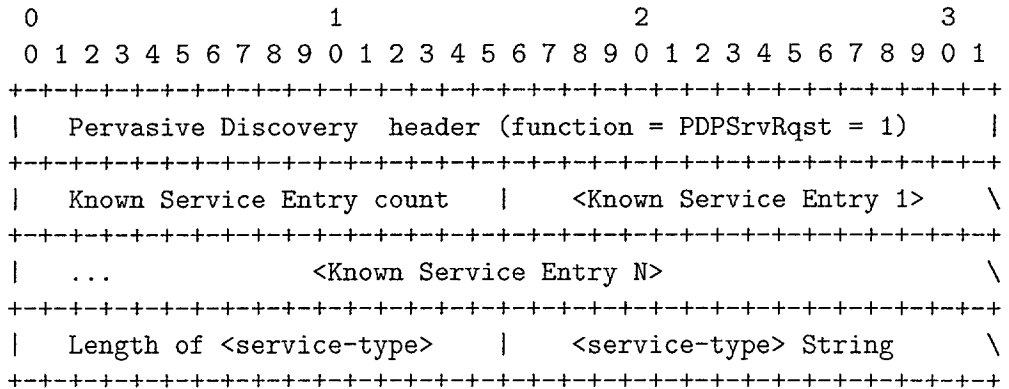 0                   1                   2                   3
0 1 2 3 4 5 6 7 8 9 0 1 2 3 4 5 6 7 8 9 0 1 2 3 4 5 6 7 8 9 0 1
+-+-+-+-+-+-+-+-+-+-+-+-+-+-+-+-+-+-+-+-+-+-+-+-+-+-+-+-+-+-+-+-+
|   Pervasive Discovery  header (function = PDPSrvRqst = 1)     |
+-+-+-+-+-+-+-+-+-+-+-+-+-+-+-+-+-+-+-+-+-+-+-+-+-+-+-+-+-+-+-+-+
|   Known Service Entry count   |    <Known Service Entry 1>    \
+-+-+-+-+-+-+-+-+-+-+-+-+-+-+-+-+-+-+-+-+-+-+-+-+-+-+-+-+-+-+-+-+
|   ...             <Known Service Entry N>                     \
+-+-+-+-+-+-+-+-+-+-+-+-+-+-+-+-+-+-+-+-+-+-+-+-+-+-+-+-+-+-+-+-+
|   Length of <service-type>    |    <service-type> String      \
+-+-+-+-+-+-+-+-+-+-+-+-+-+-+-+-+-+-+-+-+-+-+-+-+-+-+-+-+-+-+-+-+